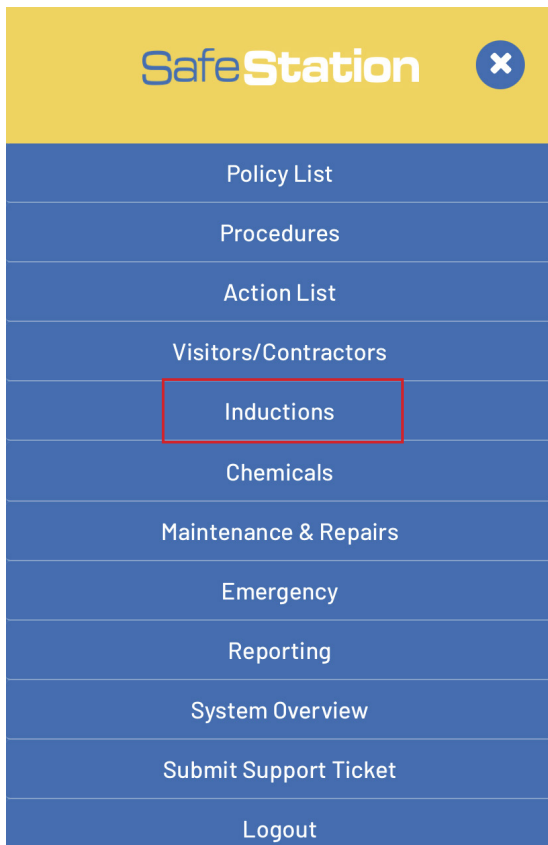 SafeStation
Policy List
Procedures
Action List
Visitors/Contractors
Inductions
Chemicals
Maintenance & Repairs
Emergency
Reporting
System Overview
Submit Support Ticket
Logout